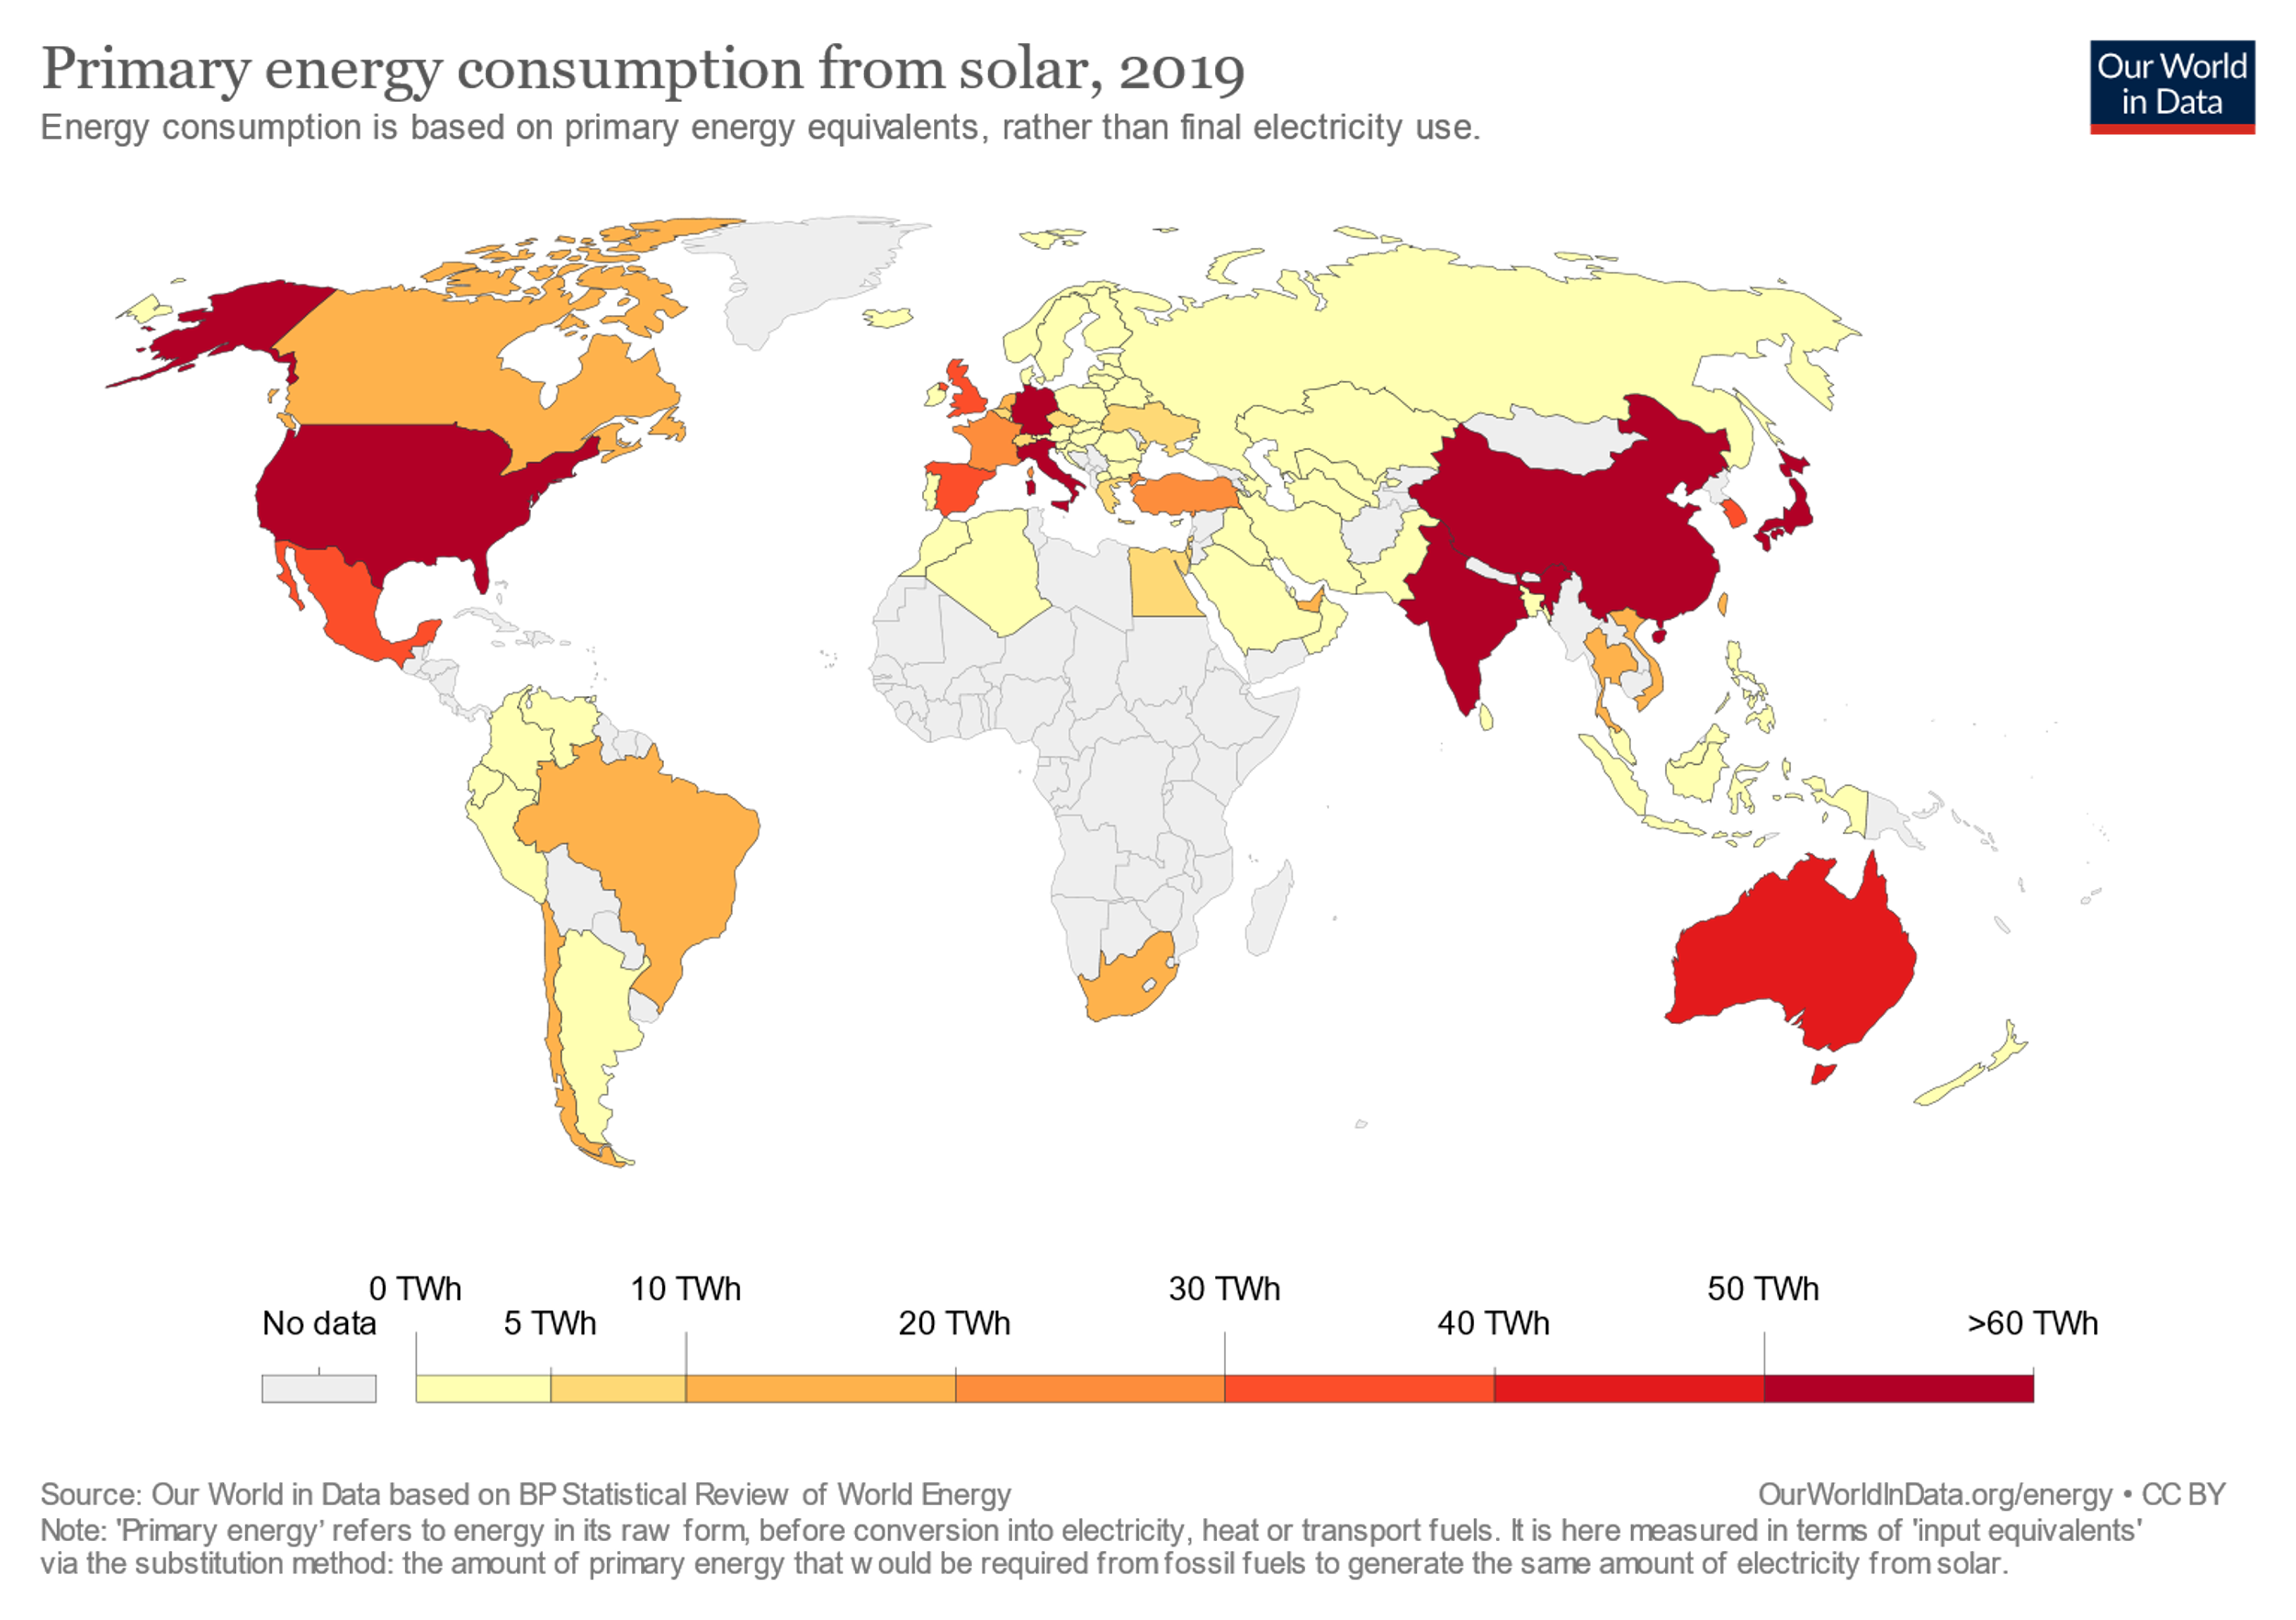 Primary energy consumption from solar, 2019
Energy consumption is based on primary energy equivalents, rather than final electricity use.
Our World
in Data
No data
0 TWh
5 TWh
10 TWh
20 TWh
30 TWh
40 TWh
50 TWh
>60 TWh
Source: Our World in Data based on BP Statistical Review of World Energy
OurWorldInData.org/energy • CC BY
Note: 'Primary energy' refers to energy in its raw form, before conversion into electricity, heat or transport fuels. It is here measured in terms of 'input equivalents'
via the substitution method: the amount of primary energy that would be required from fossil fuels to generate the same amount of electricity from solar.